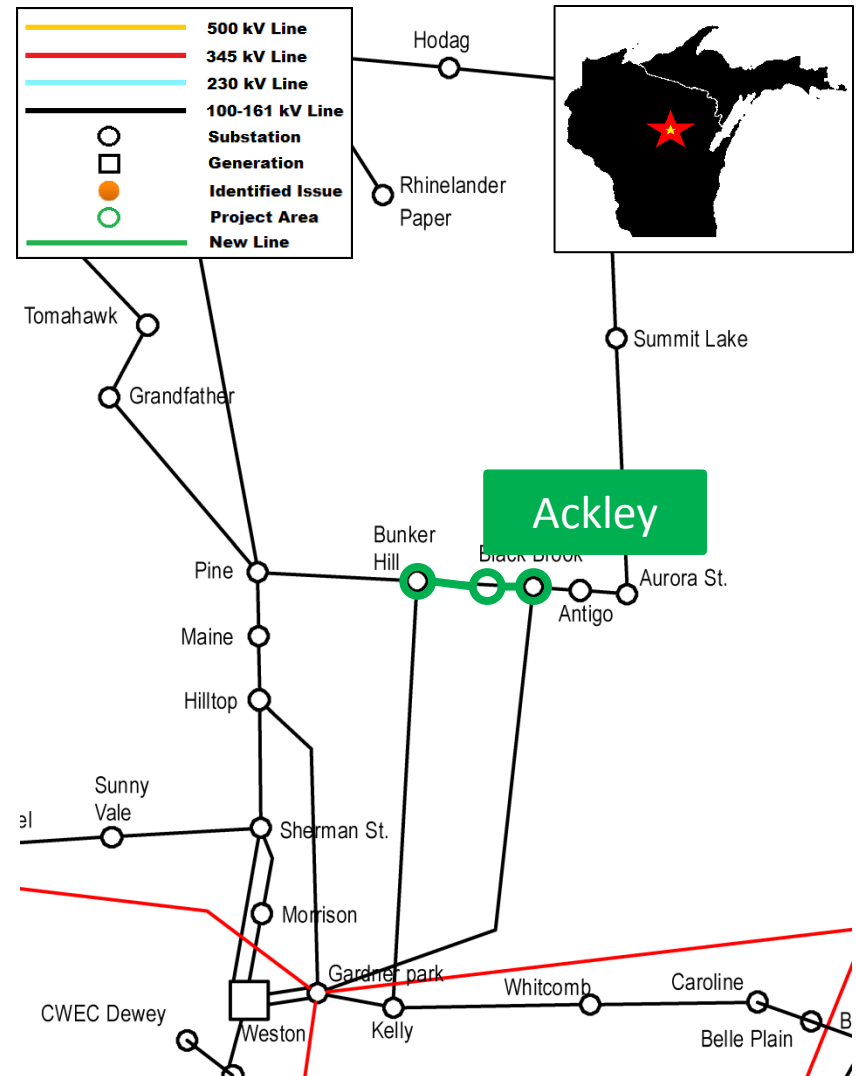 500 kV Line
345 kV Line
230 kV Line
100-161 kV Line
Substation
Generation
Identified Issue
Project Area
New Line
Hodag
Rhinelander
Paper
Tomahawk
Summit Lake
Grandfather
Ackley
Bunker
Hill
Black Brook
Pine
Aurora St.
Antigo
Maine
Hilltop
Sunny
Vale
el
Sherman St.
Morrison
Gardner park
Whitcomb
Caroline
CWEC Dewey
Weston
Kelly
Belle Plain
B